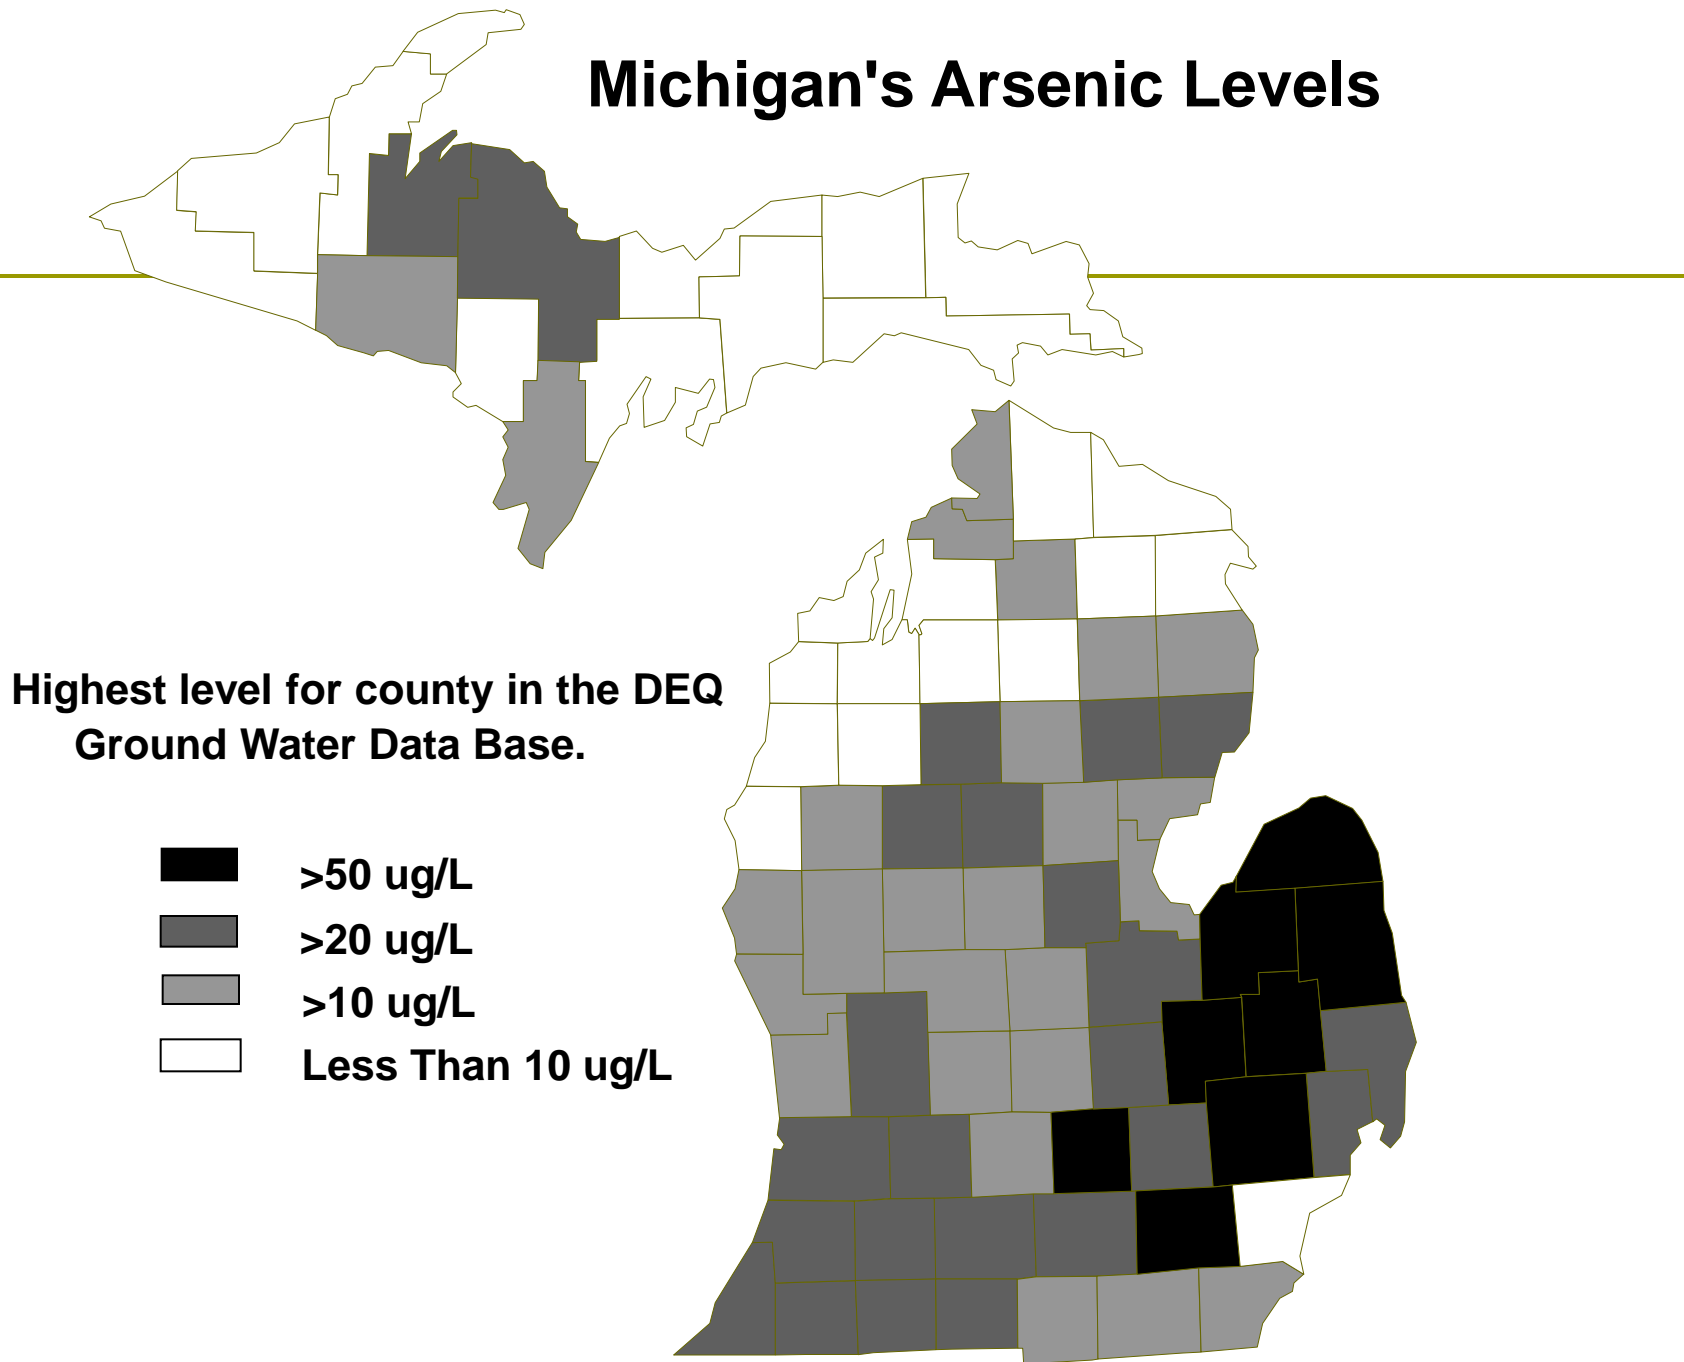 Michigan's Arsenic Levels
Highest level for county in the DEQ
Ground Water Data Base.
>50 ug/L
>20 ug/L
>10 ug/L
Less Than 10 ug/L